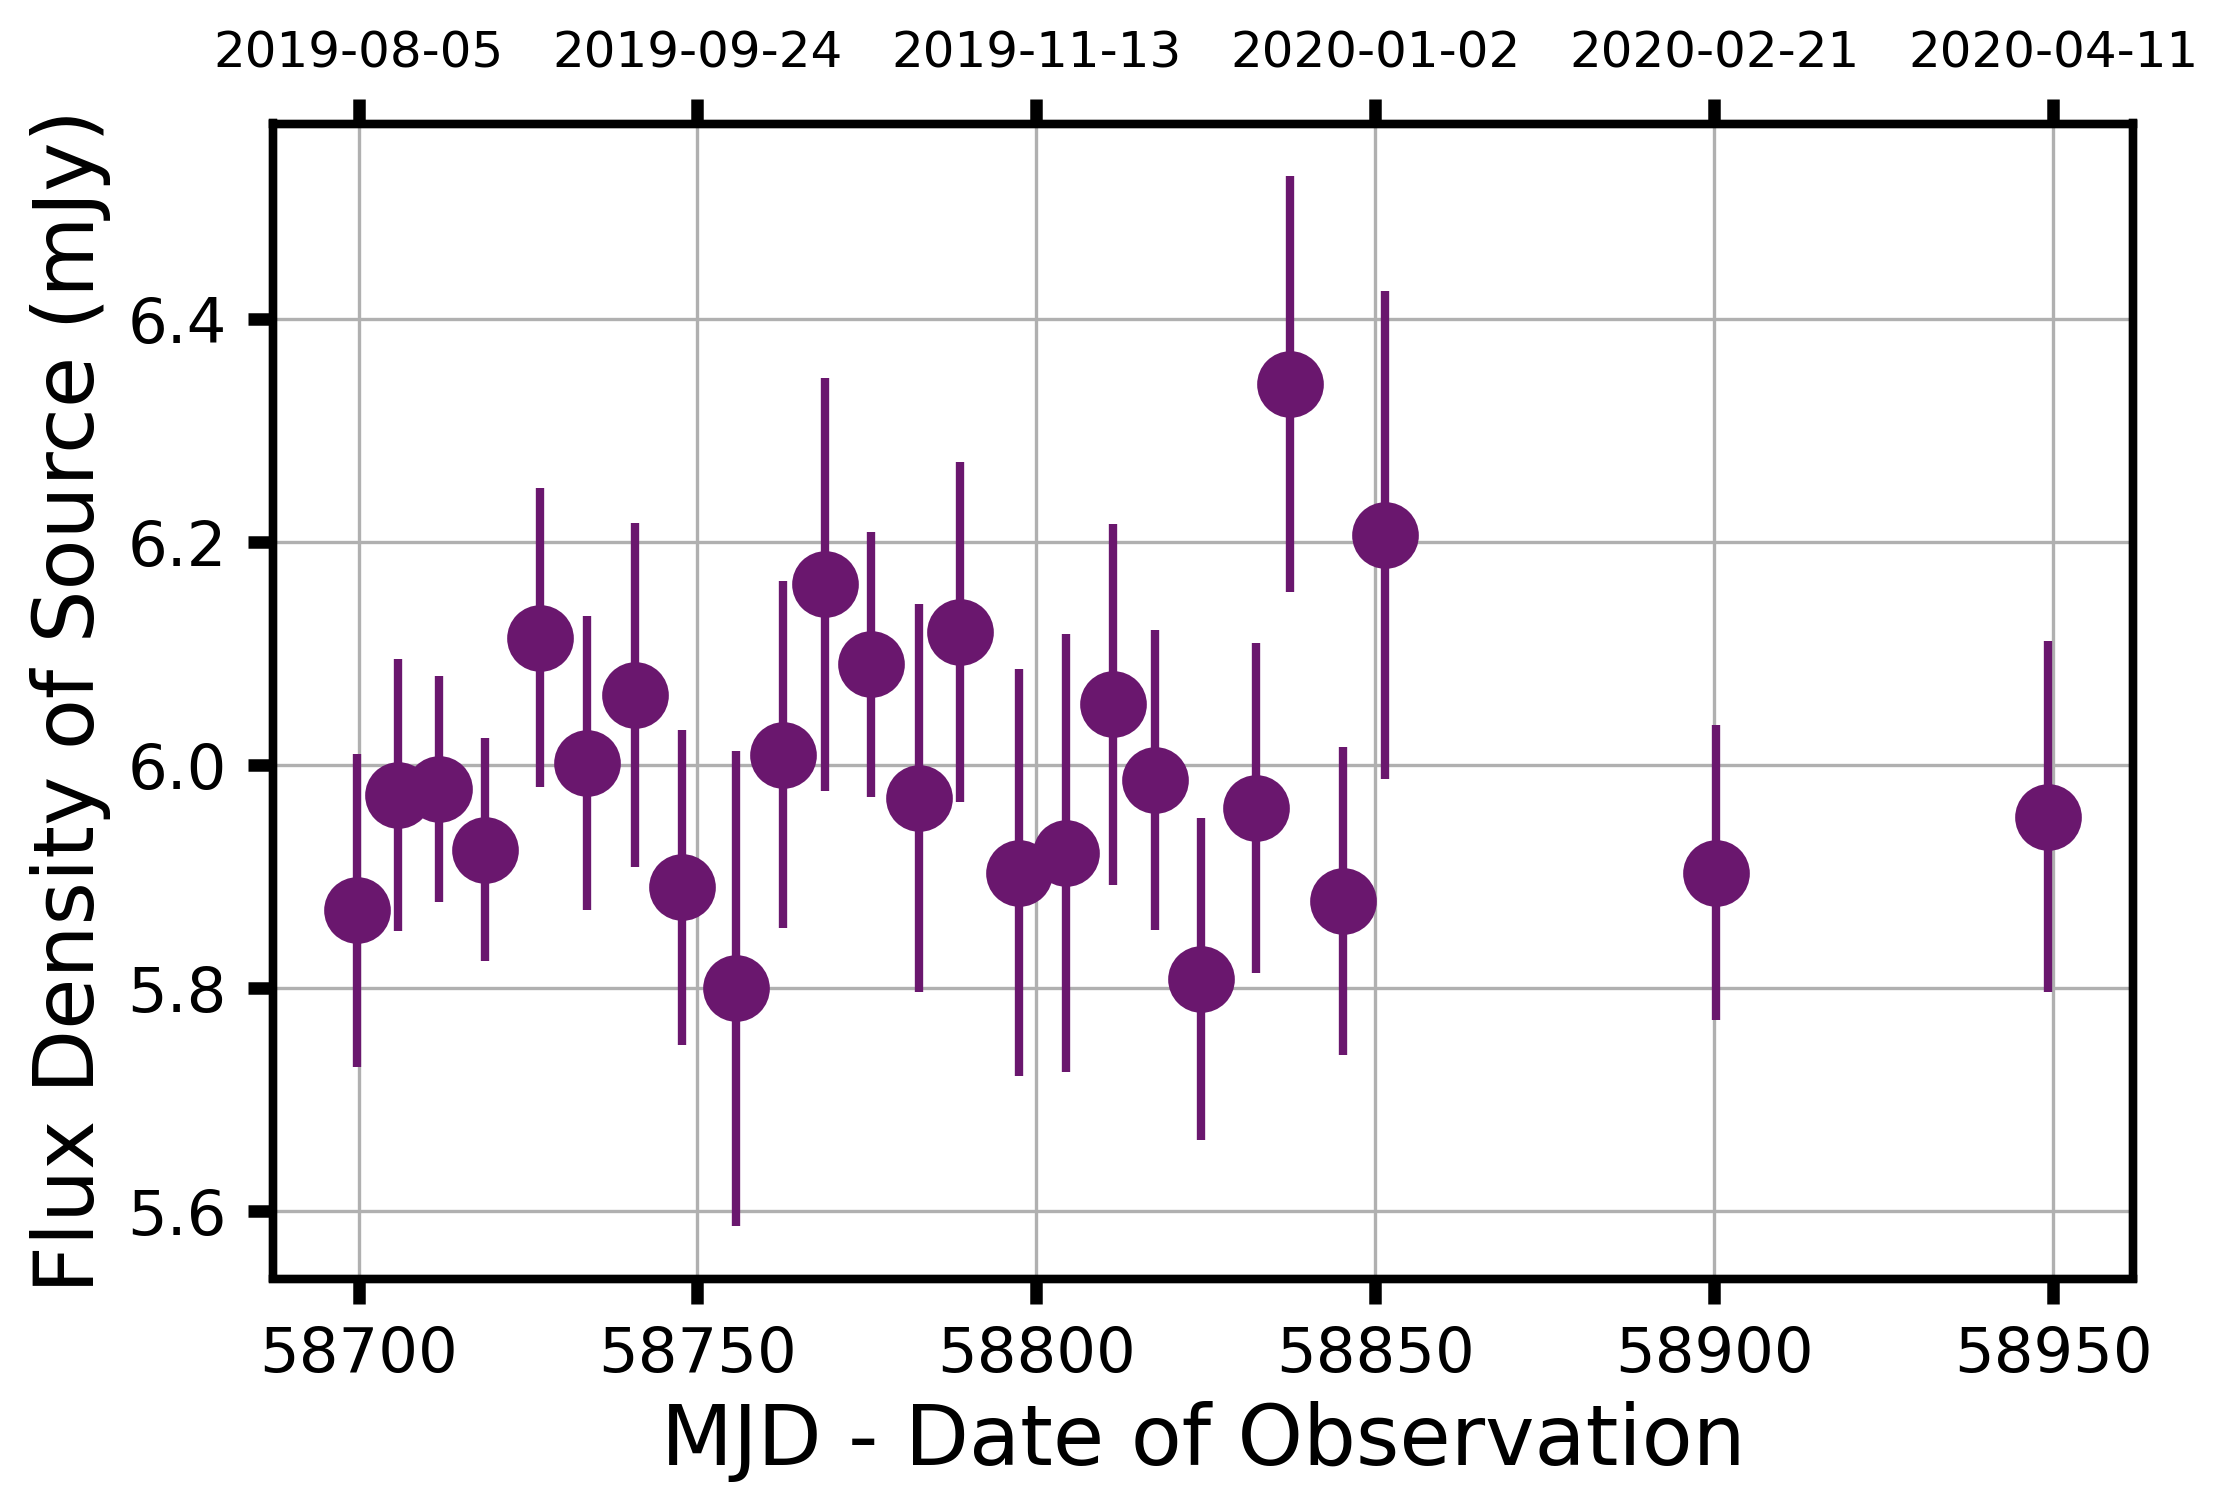 2019-08-05 2019-09-24 2019-11-13 2020-01-02 2020-02-21 2020-04-11
Flux Density of Source (mJy)
6.4
6.2
6.0
5.8
5.6
58700 58750 58800 58850 58900 58950
MJD - Date of Observation